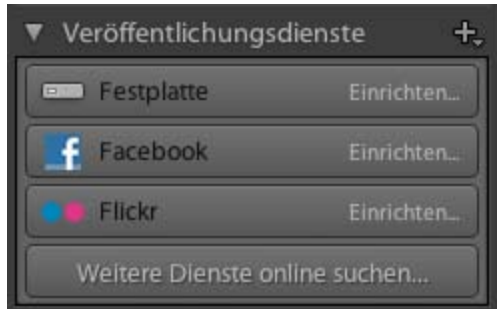 Veröffentlichungsdienste
Festplatte Einrichten...
Facebook Einrichten...
Flickr Einrichten...
Weitere Dienste online suchen...